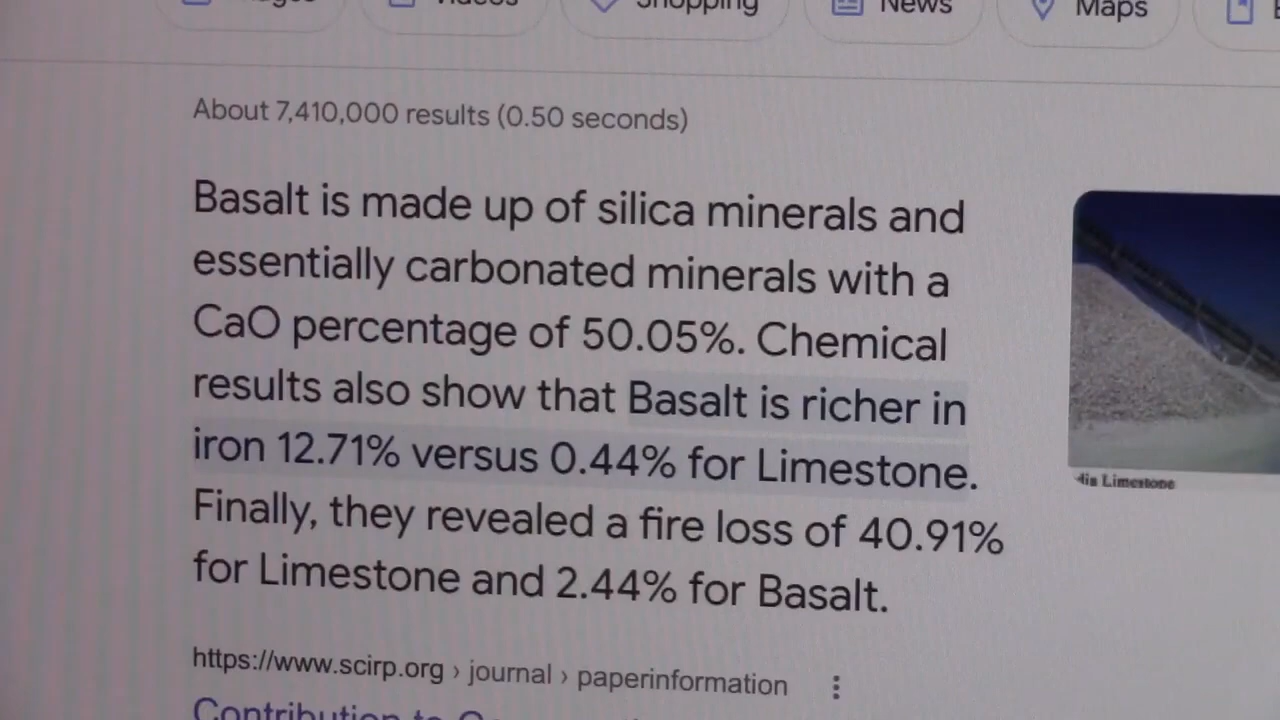 Shopping
News
Maps
About 7,410,000 results (0.50 seconds)
Basalt is made up of silica minerals and
essentially carbonated minerals with a
CaO percentage of 50.05%. Chemical
results also show that Basalt is richer in
iron 12.71% versus 0.44% for Limestone.
Finally, they revealed a fire loss of 40.91%
for Limestone and 2.44% for Basalt.
Limestone
https://www.scirp.org › journal › paperinformation
Contribution to